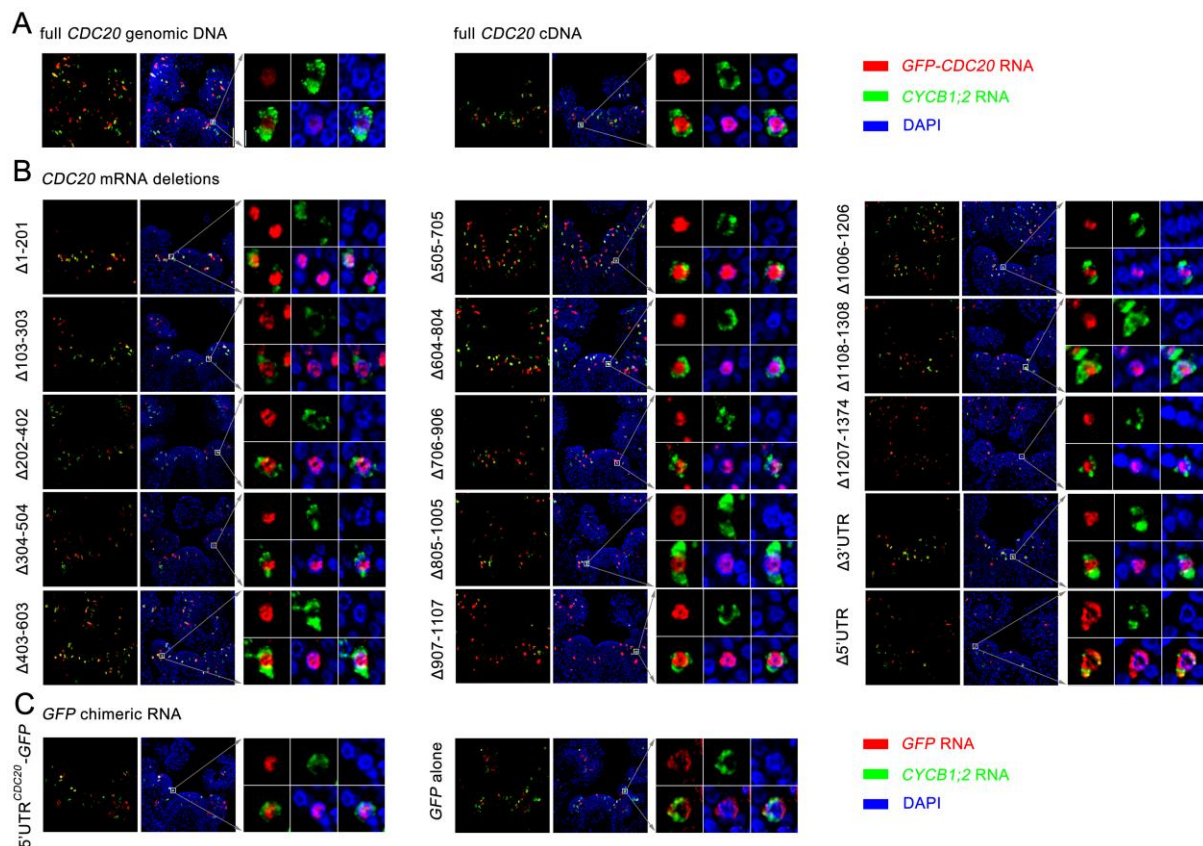 A
full CDC20 genomic DNA
full CDC20 cDNA
GFP-CDC20 RNA
CYCB1;2 RNA
DAPI
B
CDC20 mRNA deletions
Δ1-201
Δ103-303
Δ202-402
Δ304-504
Δ403-603
Δ505-705
Δ604-804
Δ706-906
Δ805-1005
Δ907-1107
Δ1006-1206
Δ1108-1308
Δ1207-1374
Δ3'UTR
Δ5'UTR
C
GFP chimeric RNA
5'UTR^CDC20-GFP
GFP alone
GFP RNA
CYCB1;2 RNA
DAPI